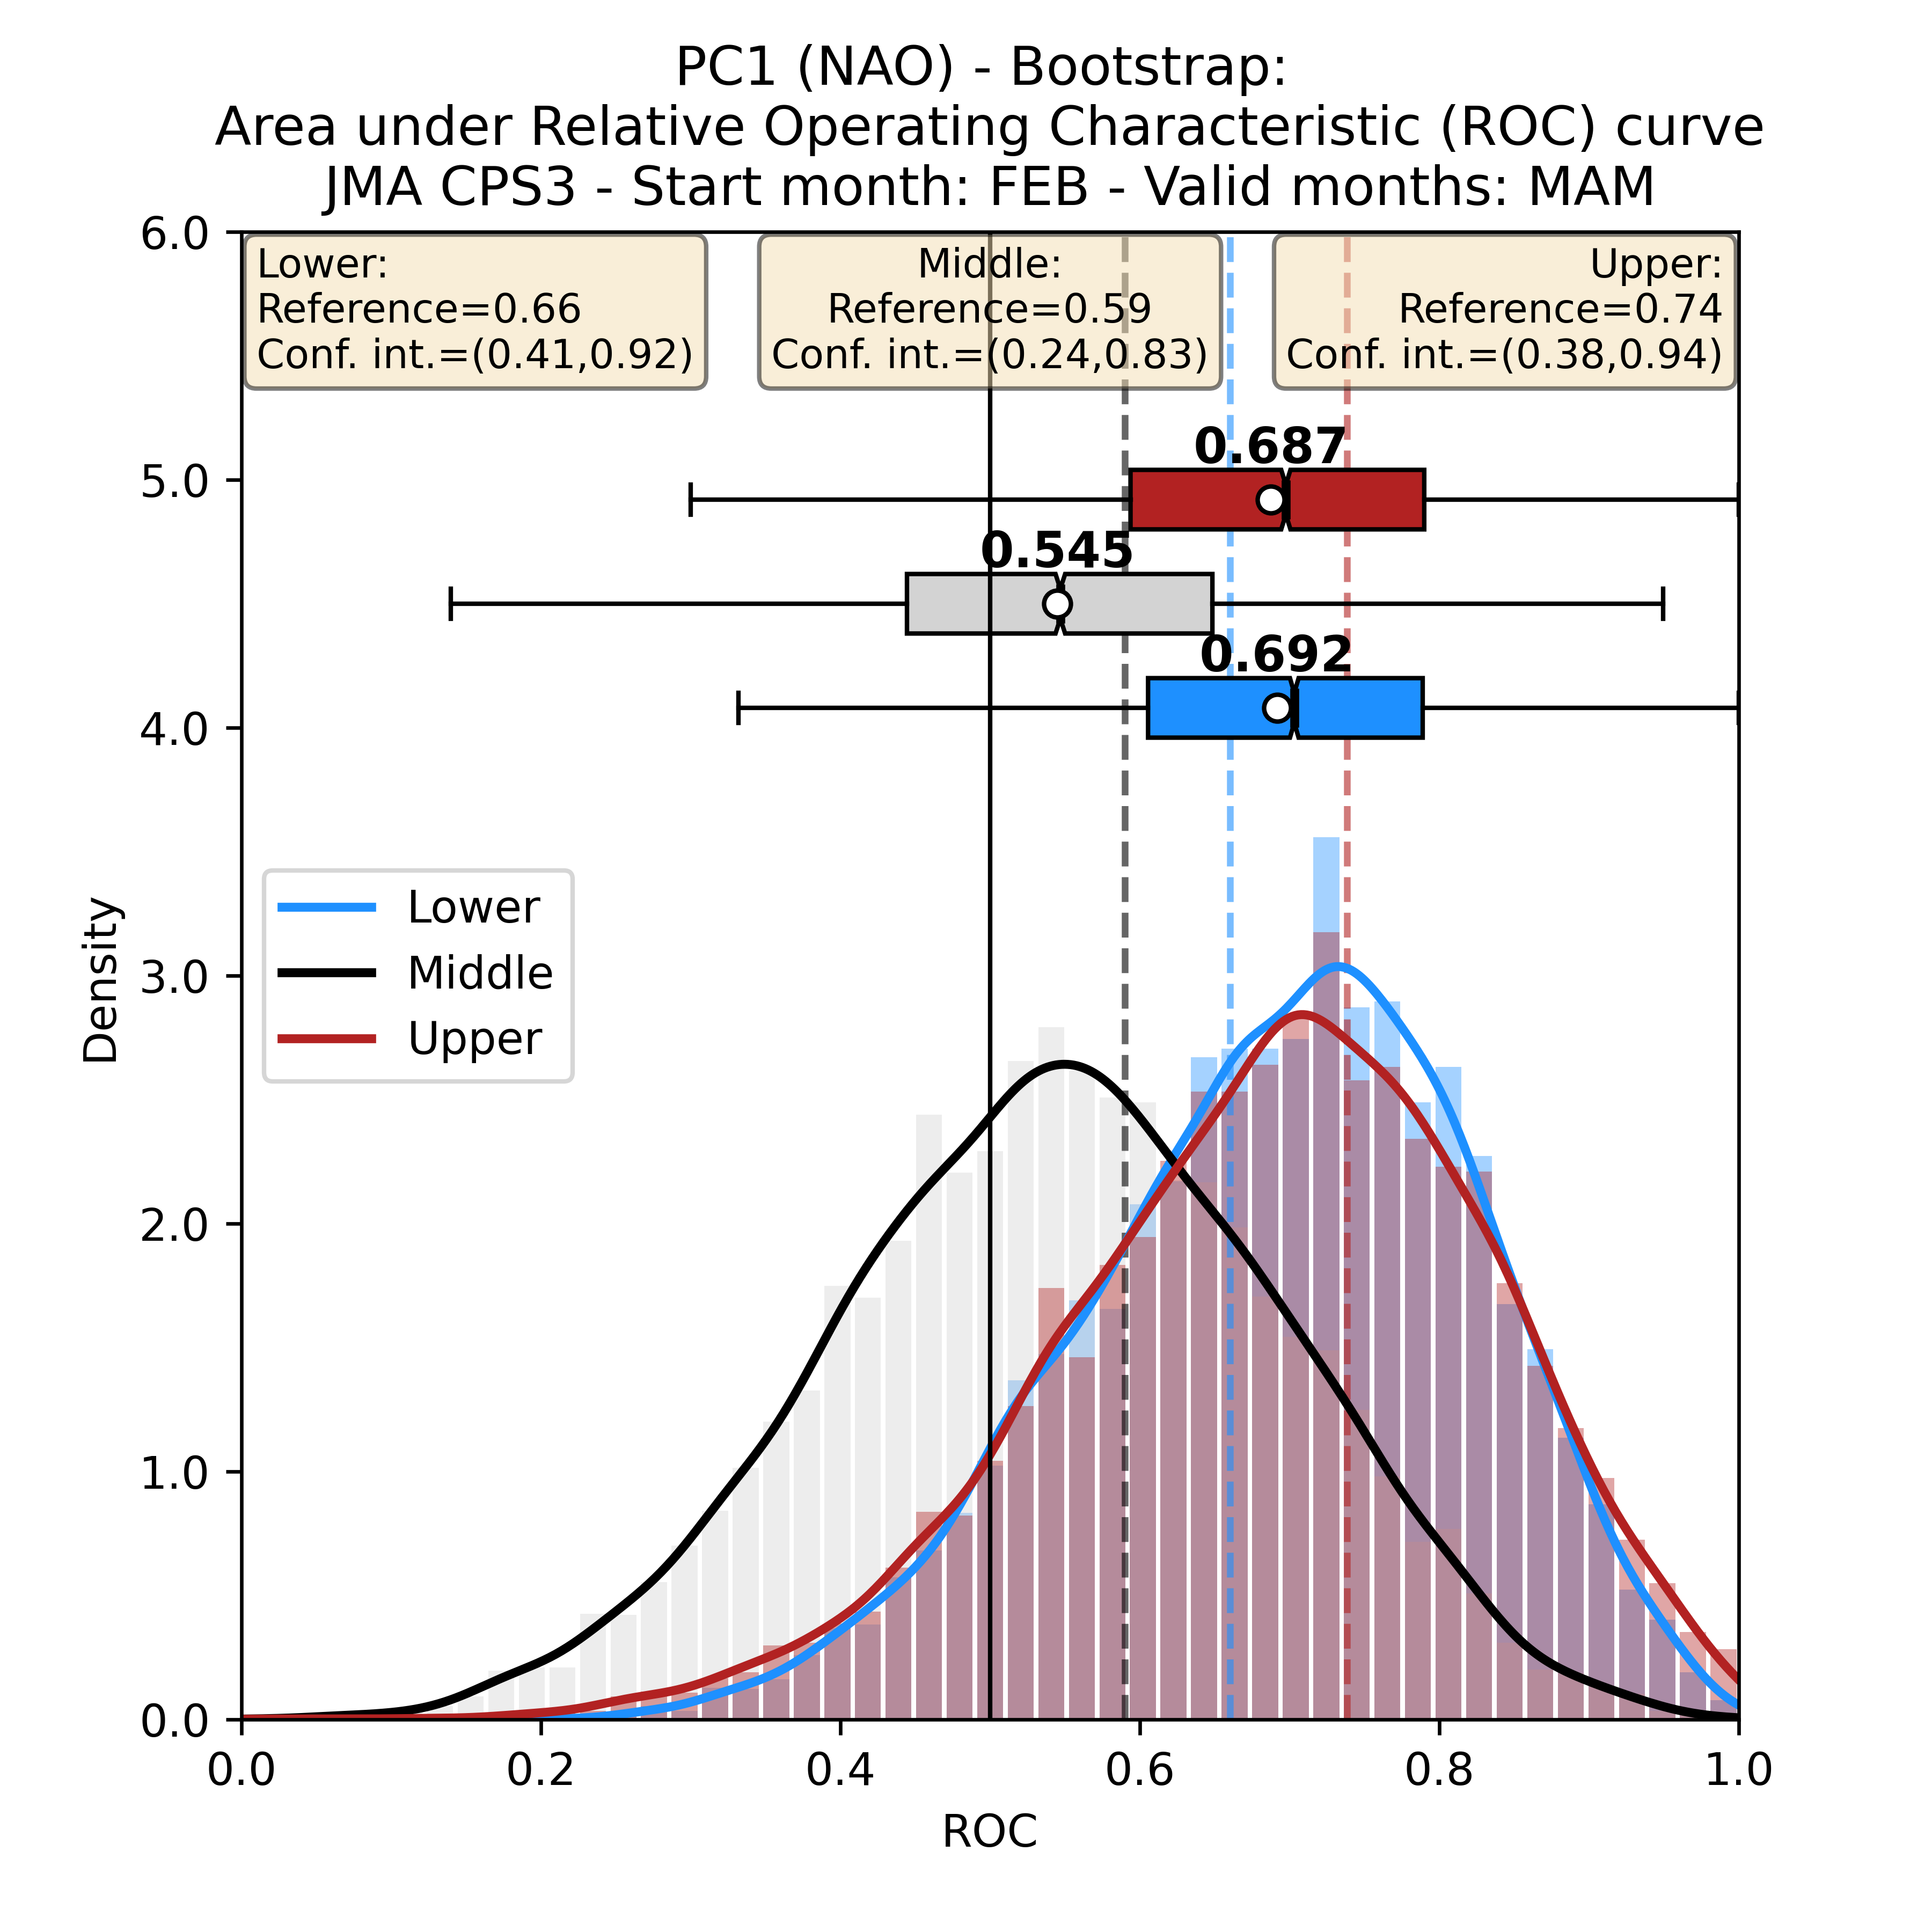 PC1 (NAO) - Bootstrap:
Area under Relative Operating Characteristic (ROC) curve
JMA CPS3 - Start month: FEB - Valid months: MAM
Lower:
Reference=0.66
Conf. int.=(0.41,0.92)
Middle:
Reference=0.59
Conf. int.=(0.24,0.83)
Upper:
Reference=0.74
Conf. int.=(0.38,0.94)
0.687
0.545
0.692
Lower
Middle
Upper
Density
6.0
5.0
4.0
3.0
2.0
1.0
0.0
0.0 0.2 0.4 0.6 0.8 1.0
ROC